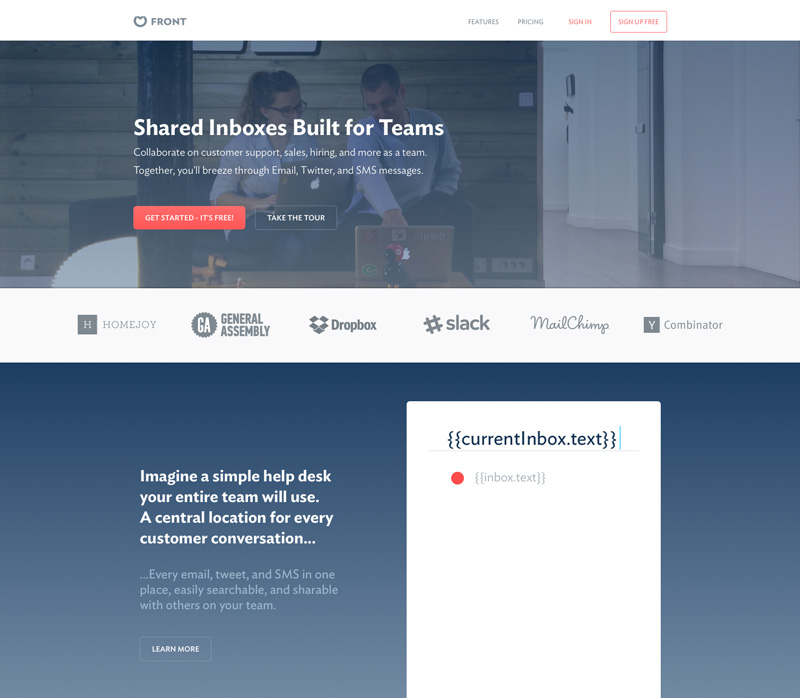 FRONT
FEATURES
PRICING
SIGN IN
SIGN UP FREE
Shared Inboxes Built for Teams
Collaborate on customer support, sales, hiring, and more as a team.
Together, you'll breeze through Email, Twitter, and SMS messages.
GET STARTED - IT'S FREE!
TAKE THE TOUR
H HOMEJOY
GA GENERAL
ASSEMBLY
Dropbox
slack
MailChimp
Y Combinator
{{currentInbox.text}}
{{inbox.text}}
Imagine a simple help desk
your entire team will use.
A central location for every
customer conversation...
...Every email, tweet, and SMS in one
place, easily searchable, and sharable
with others on your team.
LEARN MORE